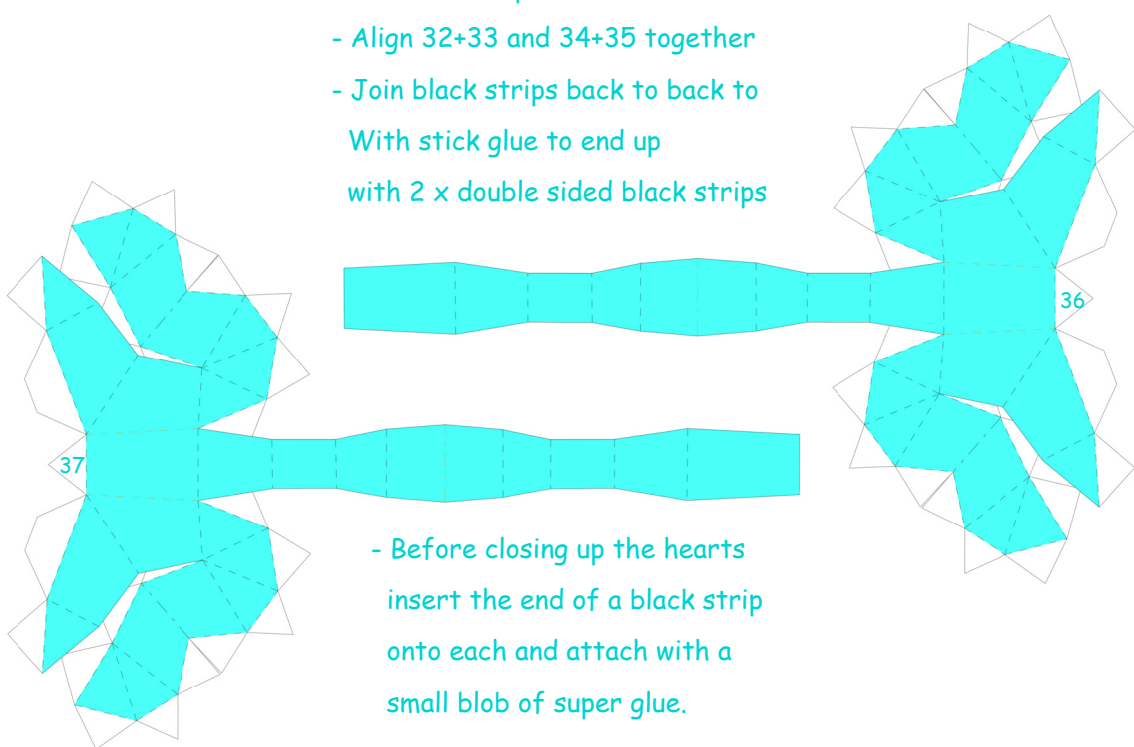 - Align 32+33 and 34+35 together
- Join black strips back to back to
With stick glue to end up
with 2 x double sided black strips
36
37
- Before closing up the hearts
insert the end of a black strip
onto each and attach with a
small blob of super glue.